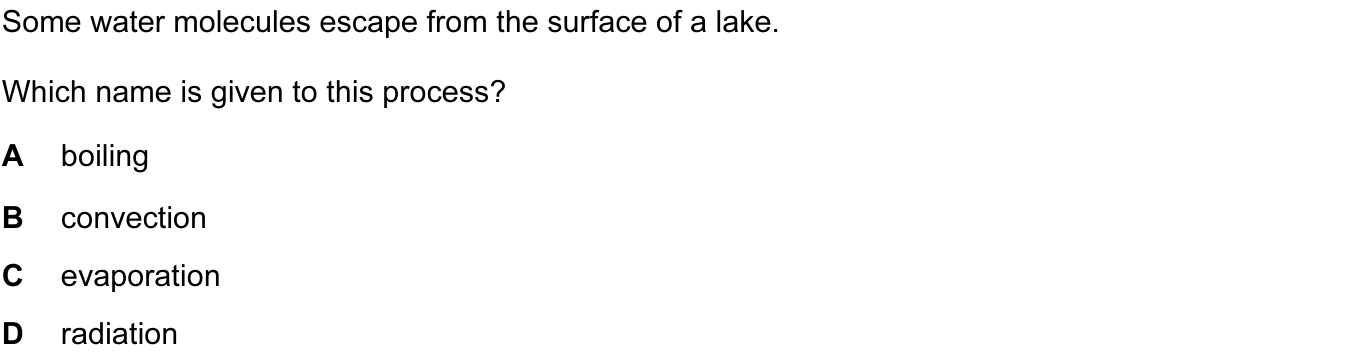 Some water molecules escape from the surface of a lake.
Which name is given to this process?
A boiling
B convection
C evaporation
D radiation